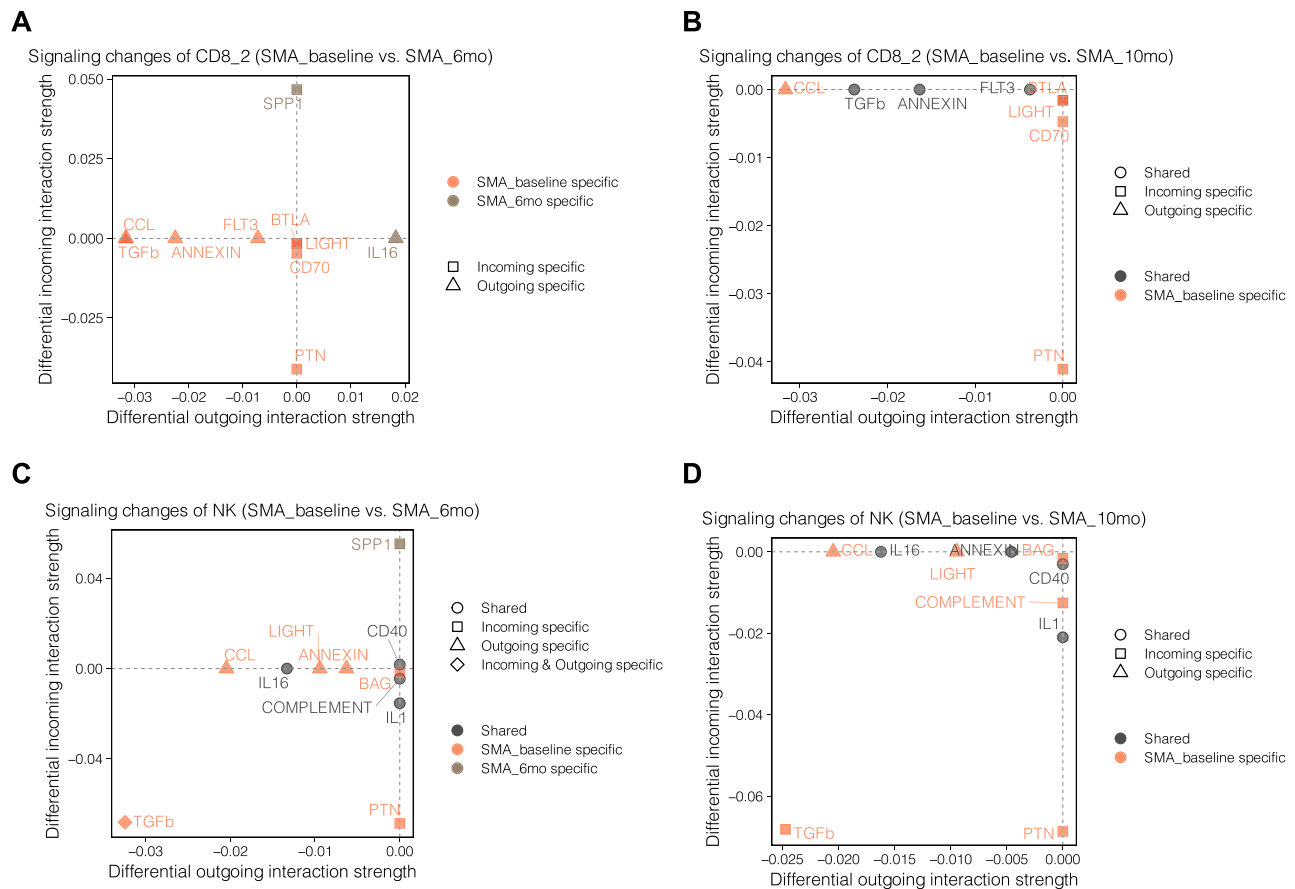 A
Signaling changes of CD8_2 (SMA_baseline vs. SMA_6mo)
Differential incoming interaction strength
0.050
0.025
0.000
−0.025
SPP1
CCL
FLT3
BTLA
LIGHT
TGFb
ANNEXIN
CD70
IL16
PTN
−0.03
−0.02
−0.01
0.00
0.01
0.02
Differential outgoing interaction strength
SMA_baseline specific
SMA_6mo specific
Incoming specific
Outgoing specific
B
Signaling changes of CD8_2 (SMA_baseline vs. SMA_10mo)
Differential incoming interaction strength
0.00
−0.01
−0.02
−0.03
−0.04
CCL
TGFb
ANNEXIN
FLT3
BTLA
LIGHT
CD70
PTN
−0.03
−0.02
−0.01
0.00
Differential outgoing interaction strength
Shared
Incoming specific
Outgoing specific
Shared
SMA_baseline specific
C
Signaling changes of NK (SMA_baseline vs. SMA_6mo)
Differential incoming interaction strength
0.04
0.00
−0.04
SPP1
CD40
LIGHT
CCL
ANNEXIN
IL16
BAG
COMPLEMENT
IL1
PTN
TGFb
−0.03
−0.02
−0.01
0.00
Differential outgoing interaction strength
Shared
Incoming specific
Outgoing specific
Incoming & Outgoing specific
Shared
SMA_baseline specific
SMA_6mo specific
D
Signaling changes of NK (SMA_baseline vs. SMA_10mo)
Differential incoming interaction strength
0.00
−0.02
−0.04
−0.06
CCL
IL16
ANNEXIN
BAG
LIGHT
CD40
COMPLEMENT
IL1
TGFb
PTN
−0.025
−0.020
−0.015
−0.010
−0.005
0.000
Differential outgoing interaction strength
Shared
Incoming specific
Outgoing specific
Shared
SMA_baseline specific